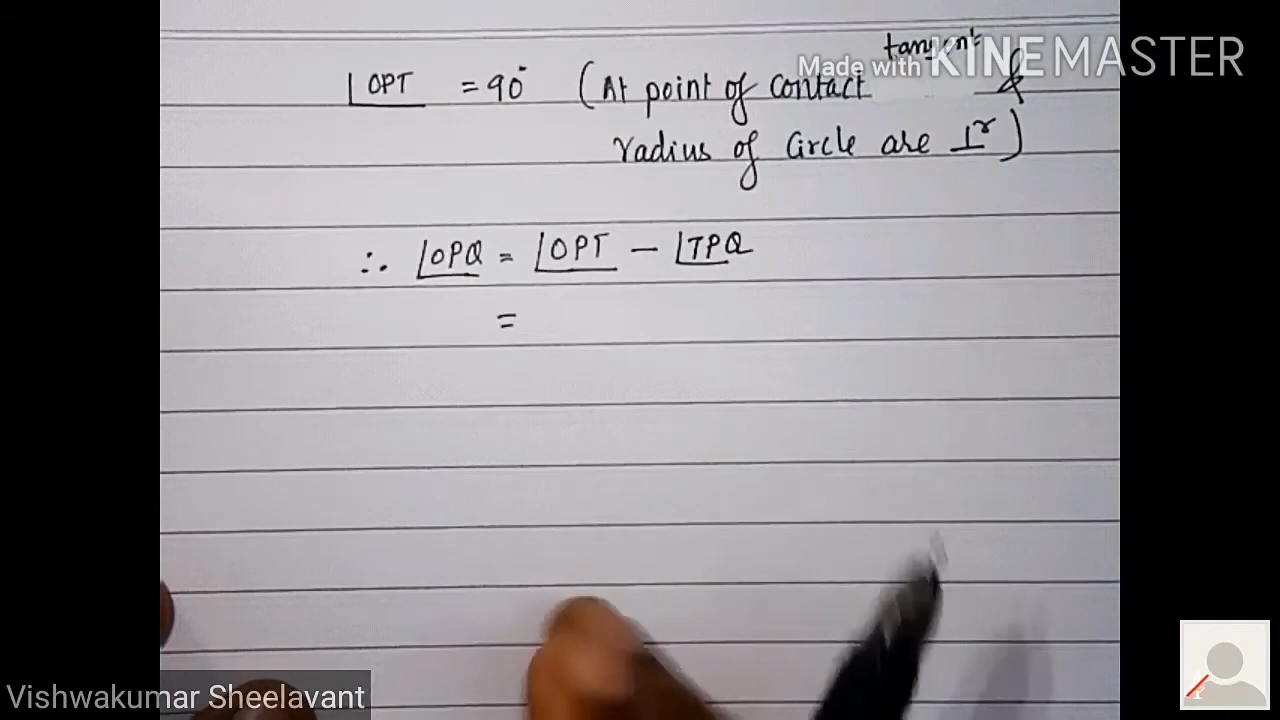 tangent
Made with KINEMASTER
∠OPT = 90° (At point of Contact &
radius of Circle are ⊥r)
∴ ∠OPQ = ∠OPT – ∠TPQ
=
Vishwakumar Sheelavant